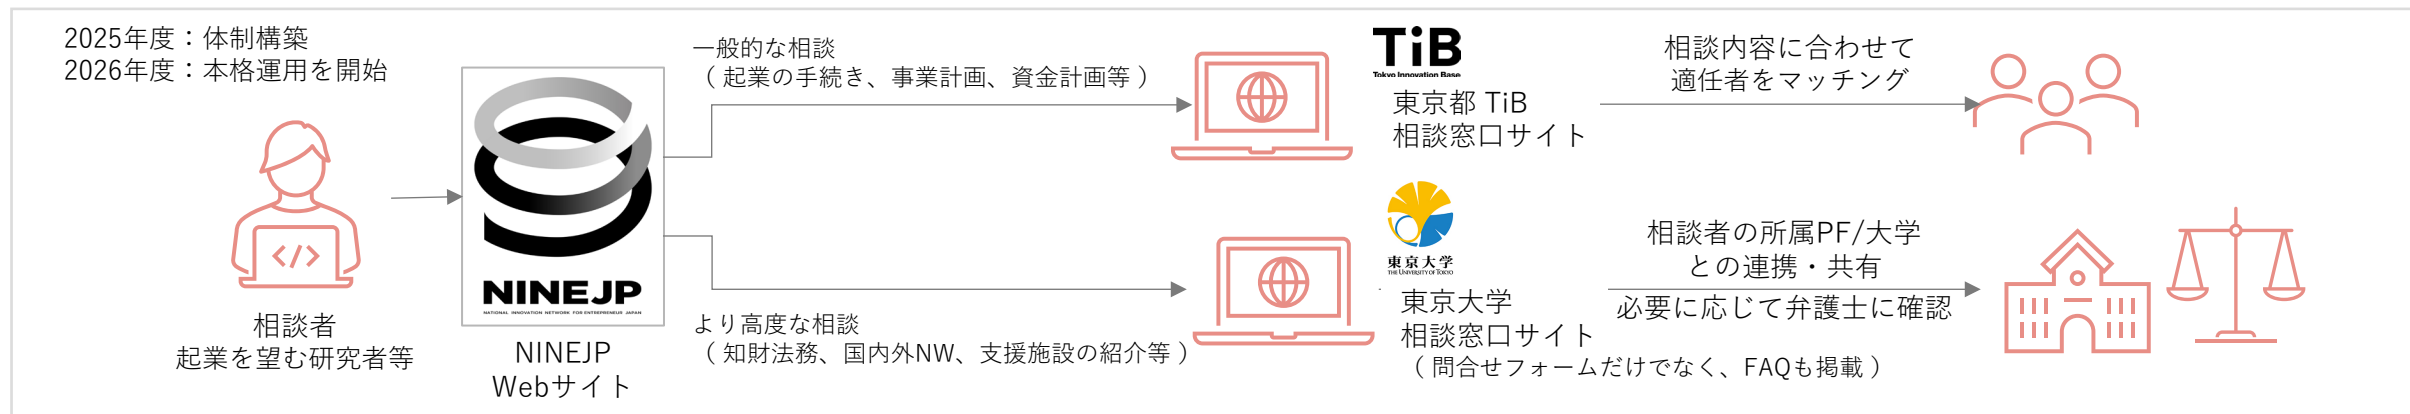 2025年度：体制構築
2026年度：本格運用を開始
相談者
起業を望む研究者等
NINEJP
NATIONAL INNOVATION NETWORK FOR ENTREPRENEUR JAPAN
NINEJP
Webサイト
一般的な相談
（ 起業の手続き、事業計画、資金計画等 ）
より高度な相談
（ 知財法務、国内外NW、支援施設の紹介等 ）
TiB
Tokyo Innovation Base
東京都 TiB
相談窓口サイト
相談内容に合わせて
適任者をマッチング
東京大学
THE UNIVERSITY OF TOKYO
東京大学
相談窓口サイト
（ 問合せフォームだけでなく、FAQも掲載 ）
相談者の所属PF/大学
との連携・共有
必要に応じて弁護士に確認